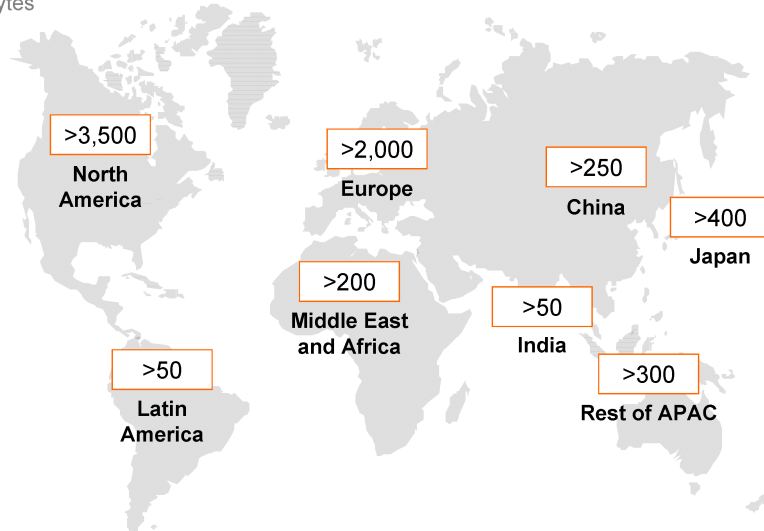 >3,500
North
America
>2,000
Europe
>250
China
>400
Japan
>200
Middle East
and Africa
>50
India
>50
Latin
America
>300
Rest of APAC